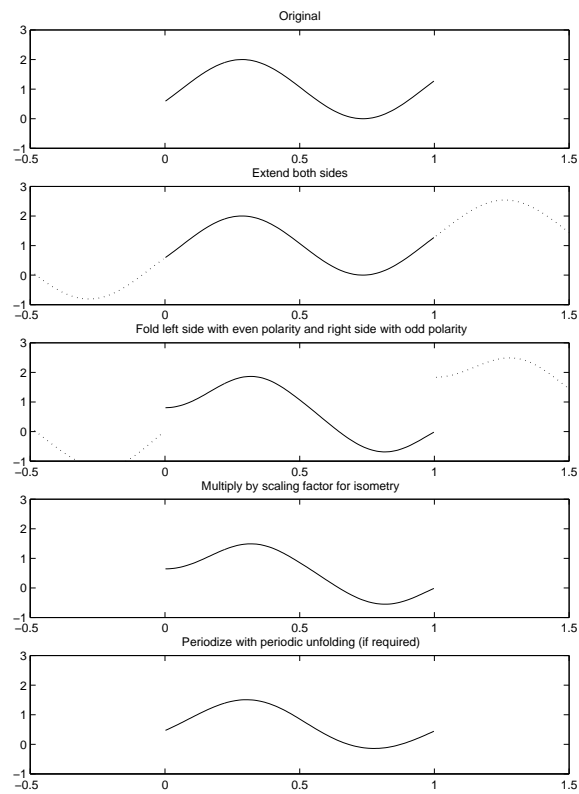 Original
3
2
1
0
−1
−0.5 0 0.5 1 1.5
Extend both sides
3
2
1
0
−1
−0.5 0 0.5 1 1.5
Fold left side with even polarity and right side with odd polarity
3
2
1
0
−1
−0.5 0 0.5 1 1.5
Multiply by scaling factor for isometry
3
2
1
0
−1
−0.5 0 0.5 1 1.5
Periodize with periodic unfolding (if required)
3
2
1
0
−1
−0.5 0 0.5 1 1.5